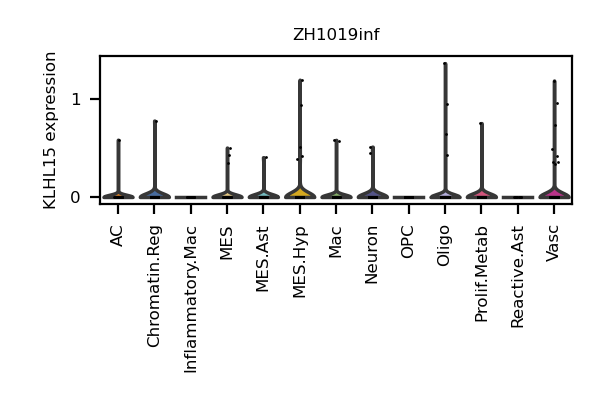 ZH1019inf
KLHL15 expression
1
0
AC
Chromatin.Reg
Inflammatory.Mac
MES
MES.Ast
MES.Hyp
Mac
Neuron
OPC
Oligo
Prolif.Metab
Reactive.Ast
Vasc